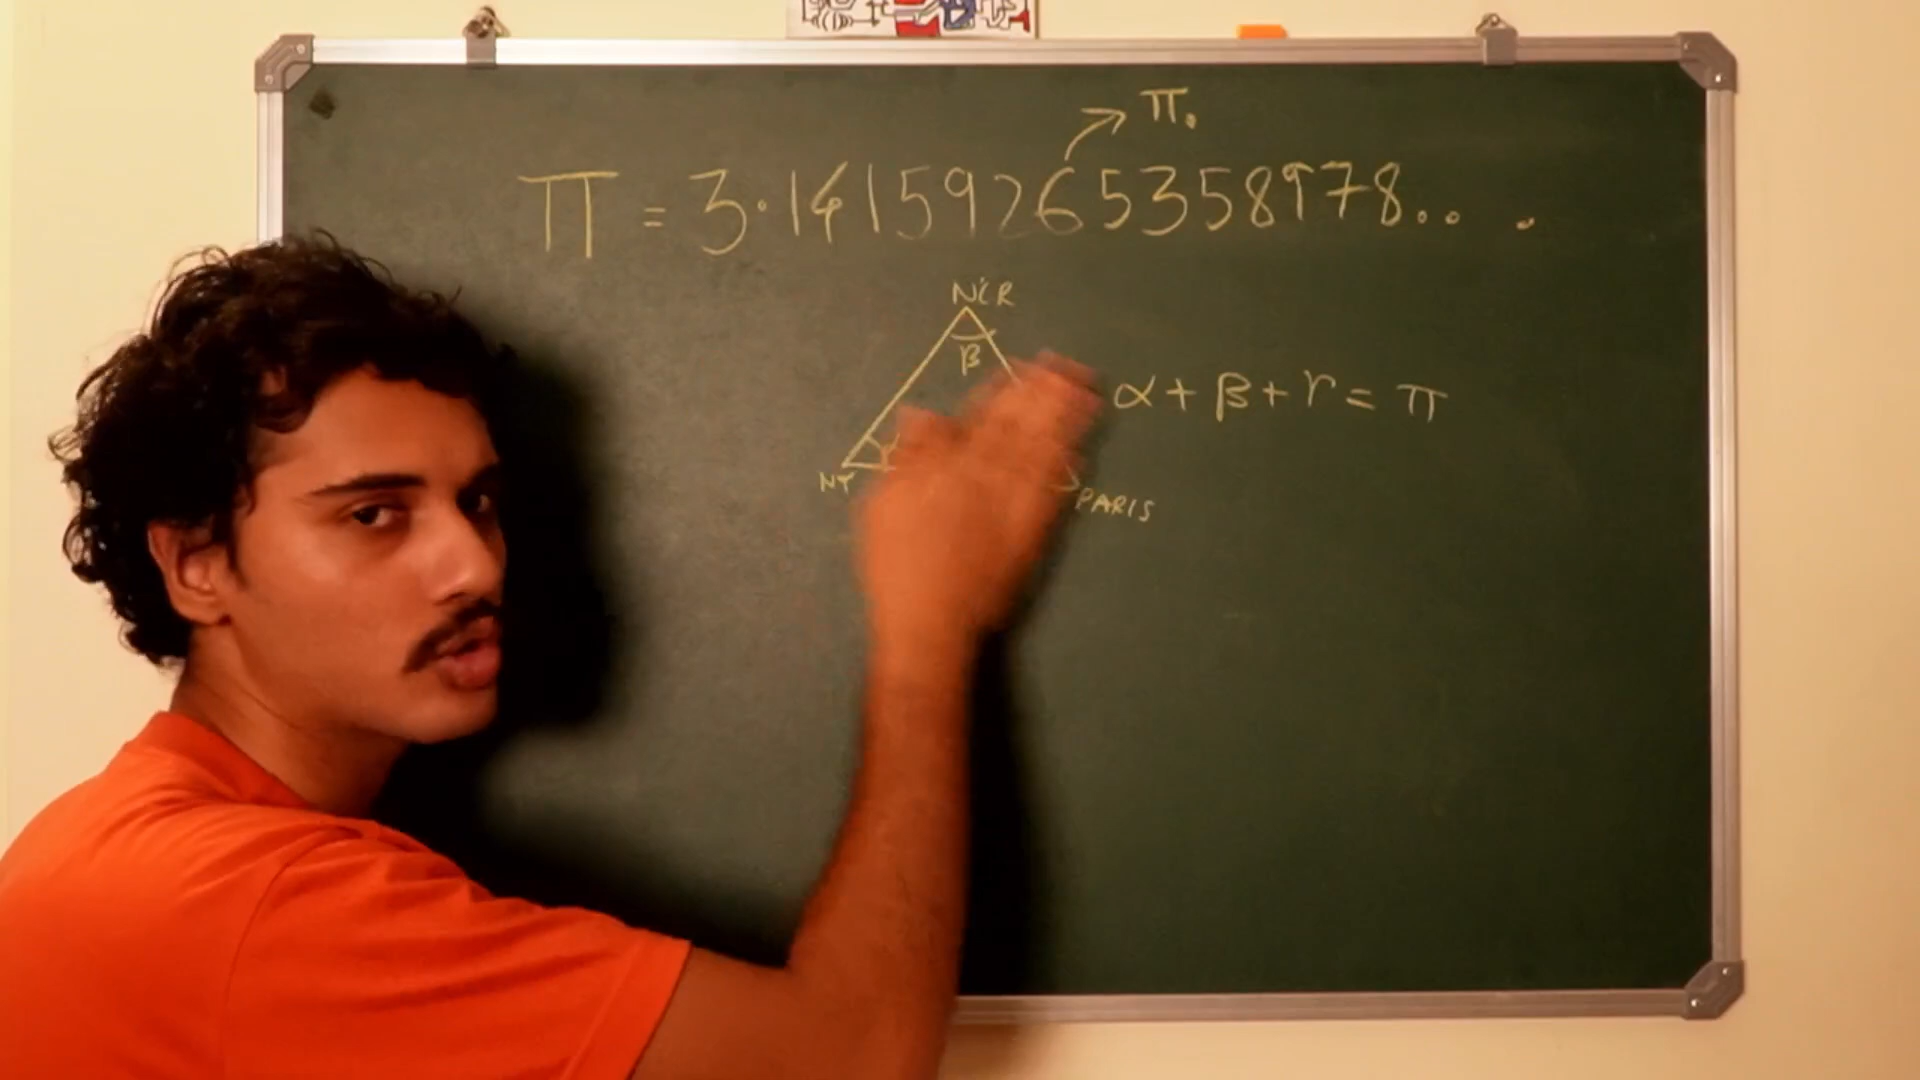 π.
π = 3.14159265358978.. .
NCR
β
α + β + γ = π
γ
NY
PARIS